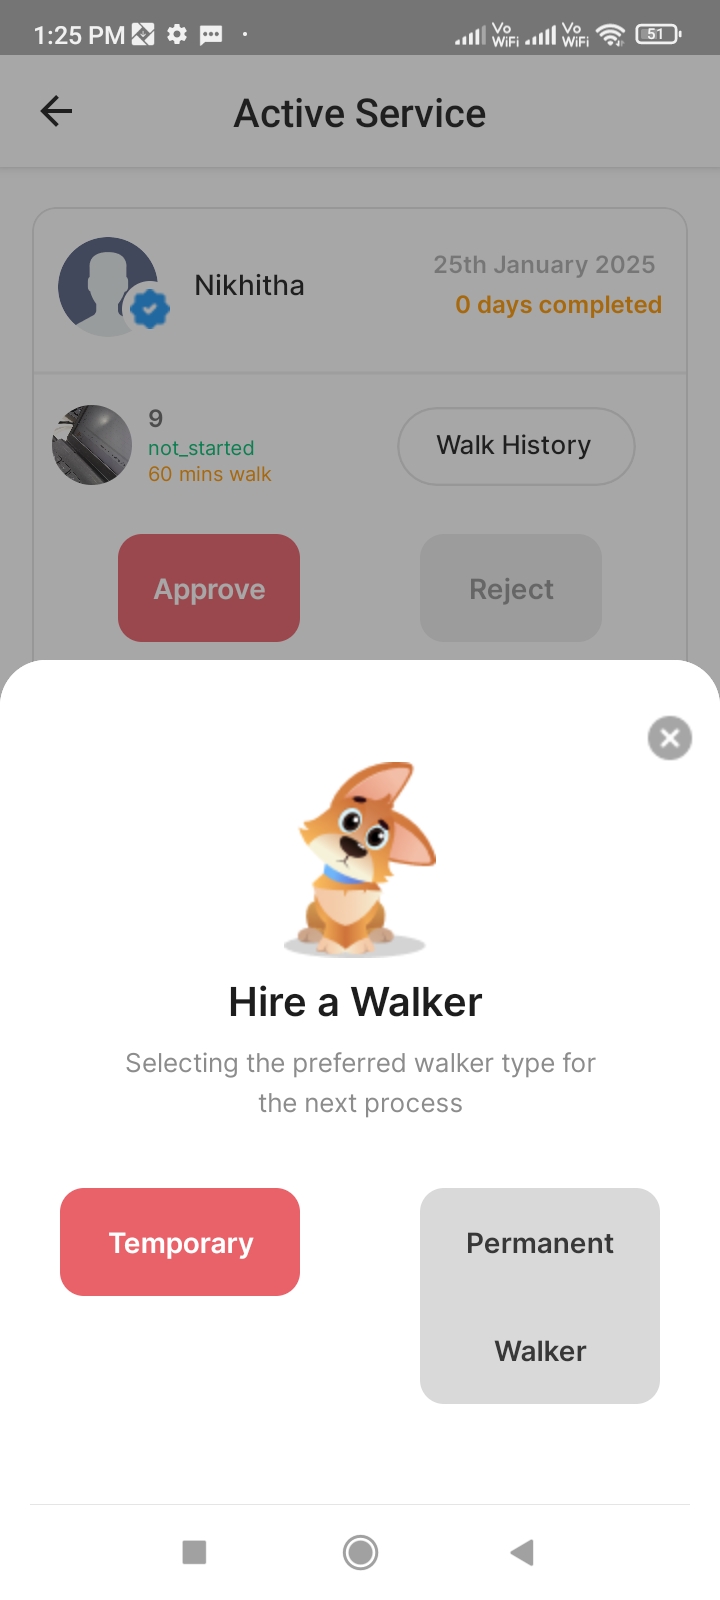 1:25 PM
Vo
WiFi
Vo
WiFi
51
Active Service
Nikhitha
25th January 2025
0 days completed
9
not_started
60 mins walk
Walk History
Approve
Reject
Hire a Walker
Selecting the preferred walker type for
the next process
Temporary
Permanent
Walker